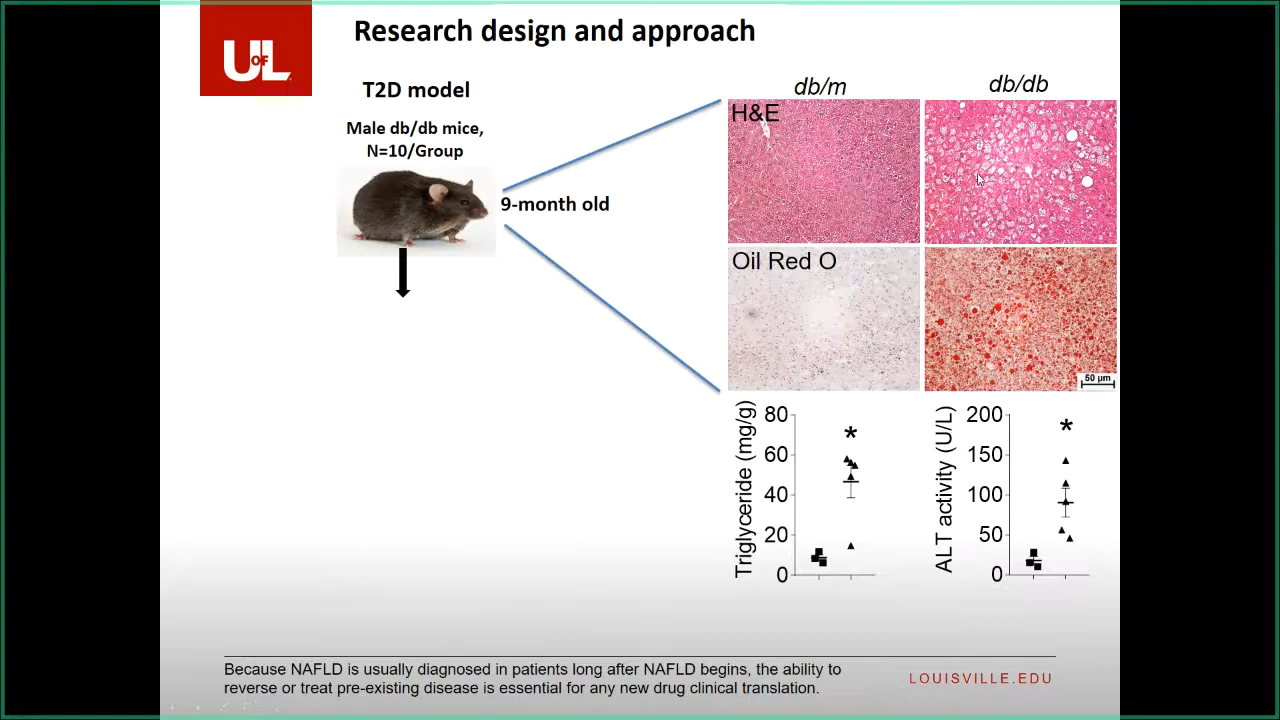 U OF L
Research design and approach
T2D model
Male db/db mice,
N=10/Group
9-month old
db/m
db/db
H&E
Oil Red O
50 μm
Triglyceride (mg/g)
80
60
40
20
0
*
ALT activity (U/L)
200
150
100
50
0
*
Because NAFLD is usually diagnosed in patients long after NAFLD begins, the ability to
reverse or treat pre-existing disease is essential for any new drug clinical translation.
LOUISVILLE.EDU